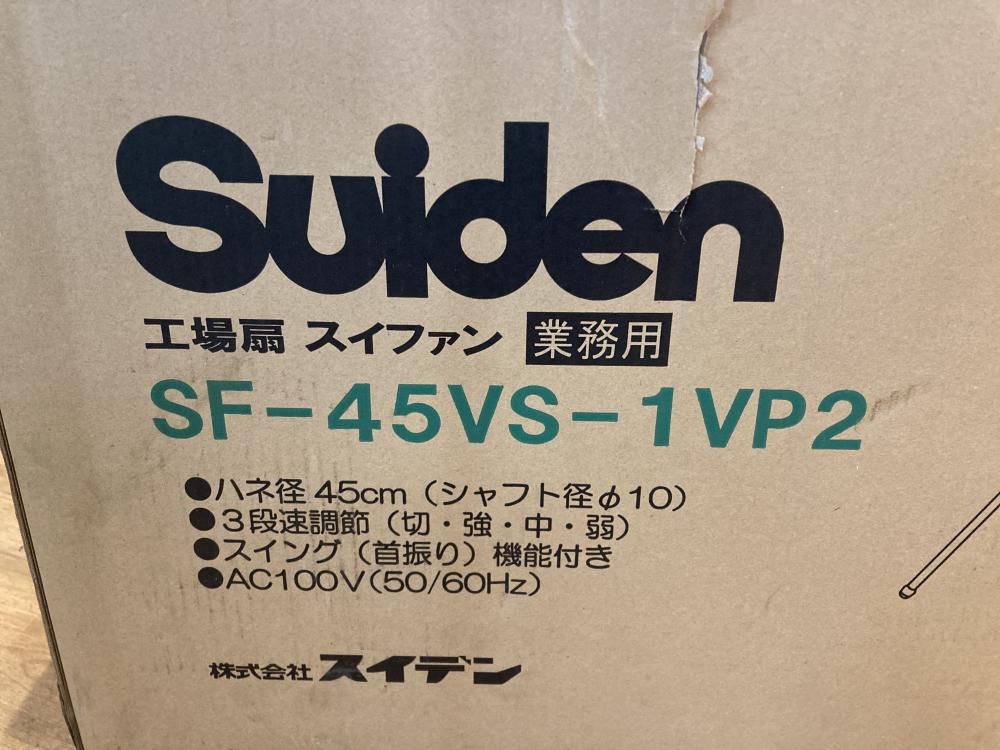 Suiden
工場扇 スイファン 業務用
SF-45VS-1VP2
●ハネ径 45cm（シャフト径φ10）
●3段速調節（切・強・中・弱）
●スイング（首振り）機能付き
●AC100V（50/60Hz）
株式会社 スイデン